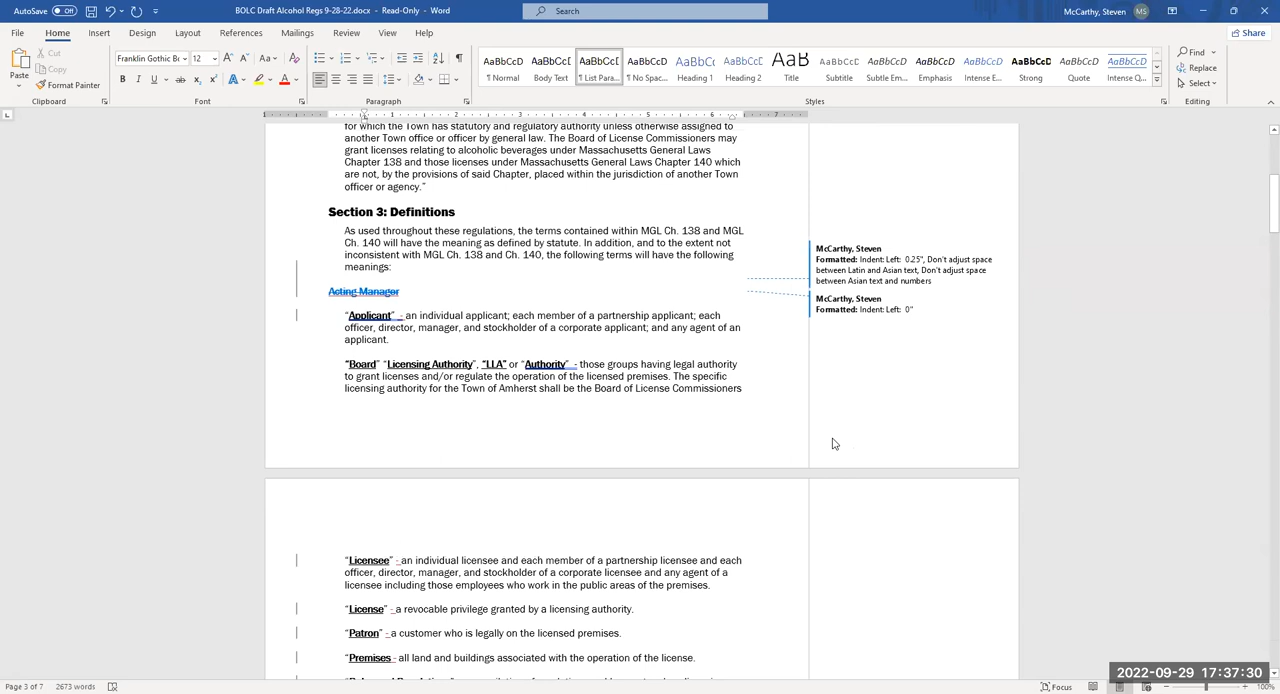 AutoSave Off BOLC Draft Alcohol Regs 9-28-22.docx - Read-Only - Word Search McCarthy, Steven MS
File Home Insert Design Layout References Mailings Review View Help Share
Cut
Copy
Paste Format Painter
Franklin Gothic B 12
AaBbCcD AaBbCcD AaBbCcD AaBbCcD AaBbC AaBbCcD AaB AaBbCcD AaBbCcD AaBbCcD AaBbCcD AaBbCcD AaBbCcD AaBbCcD
¶ Normal Body Text ¶ List Para... ¶ No Spac... Heading 1 Heading 2 Title Subtitle Subtle Em... Emphasis Intense E... Strong Quote Intense Q...
Find
Replace
Select
Clipboard Font Paragraph Styles Editing
for which the Town has statutory and regulatory authority unless otherwise assigned to
another Town office or officer by general law. The Board of License Commissioners may
grant licenses relating to alcoholic beverages under Massachusetts General Laws
Chapter 138 and those licenses under Massachusetts General Laws Chapter 140 which
are not, by the provisions of said Chapter, placed within the jurisdiction of another Town
officer or agency.”
Section 3: Definitions
As used throughout these regulations, the terms contained within MGL Ch. 138 and MGL
Ch. 140 will have the meaning as defined by statute. In addition, and to the extent not
inconsistent with MGL Ch. 138 and Ch. 140, the following terms will have the following
meanings:
Acting Manager
“Applicant” - an individual applicant; each member of a partnership applicant; each
officer, director, manager, and stockholder of a corporate applicant; and any agent of an
applicant.
“Board” “Licensing Authority”, “LLA” or “Authority” - those groups having legal authority
to grant licenses and/or regulate the operation of the licensed premises. The specific
licensing authority for the Town of Amherst shall be the Board of License Commissioners
McCarthy, Steven
Formatted: Indent: Left: 0.25", Don't adjust space
between Latin and Asian text, Don't adjust space
between Asian text and numbers
McCarthy, Steven
Formatted: Indent: Left: 0"
“Licensee” - an individual licensee and each member of a partnership licensee and each
officer, director, manager, and stockholder of a corporate licensee and any agent of a
licensee including those employees who work in the public areas of the premises.
“License” - a revocable privilege granted by a licensing authority.
“Patron” - a customer who is legally on the licensed premises.
“Premises - all land and buildings associated with the operation of the license.
2022-09-29 17:37:30
Page 3 of 7 2673 words Focus 100%